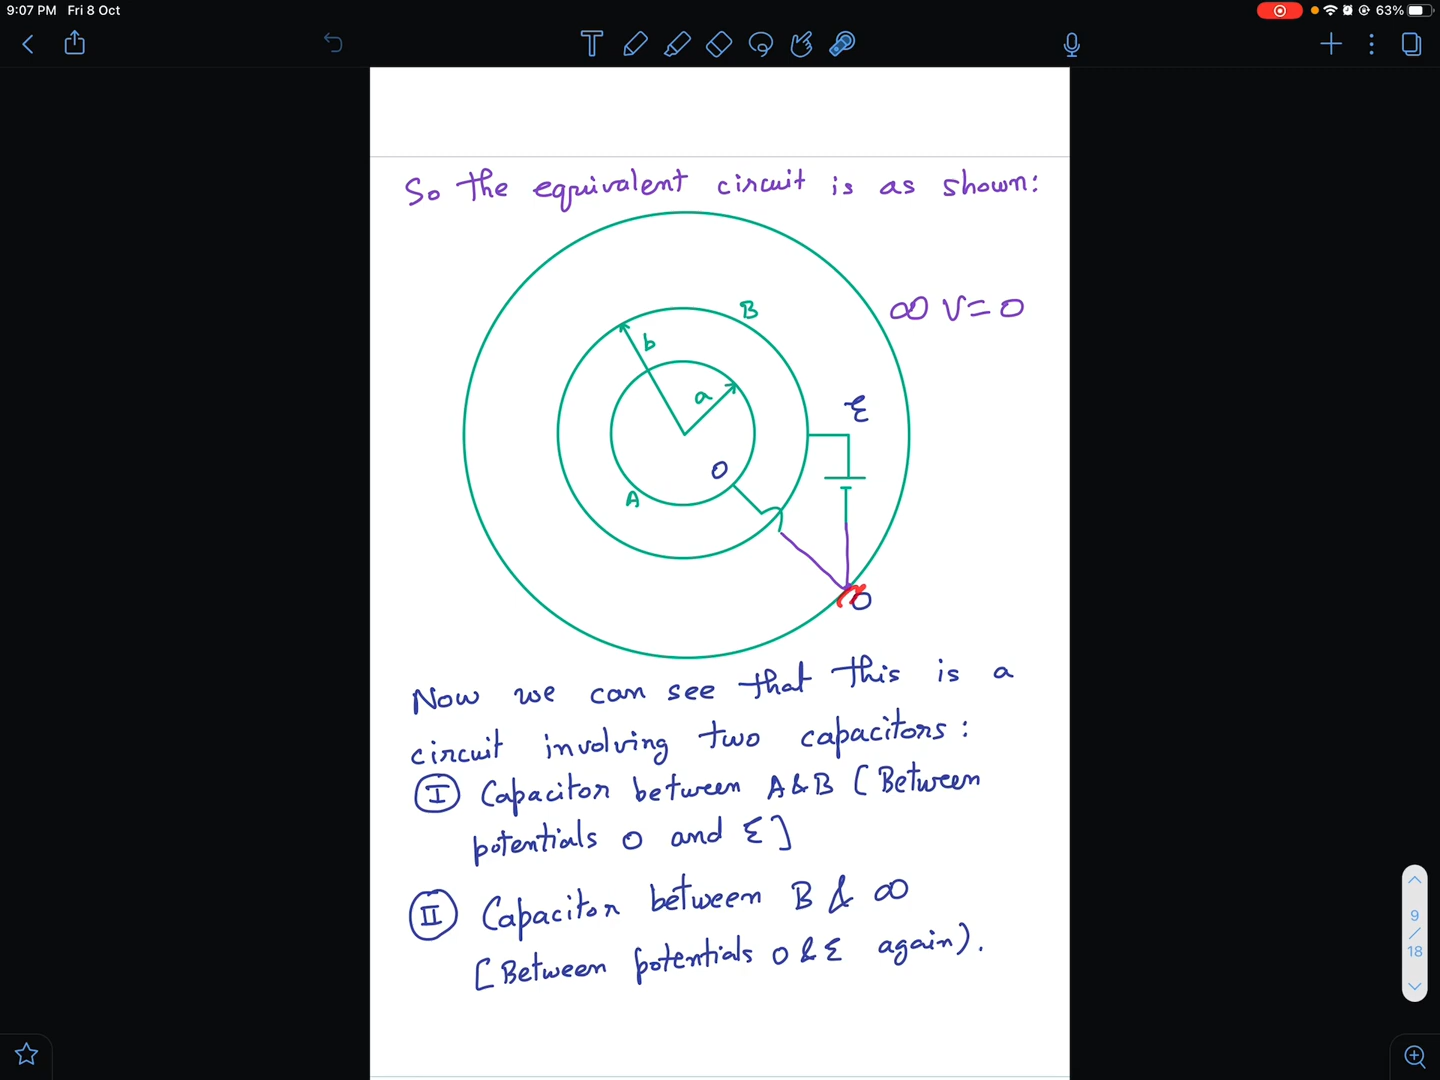 9:07 PM Fri 8 Oct
63%
So the equivalent circuit is as shown:
B
∞ V=0
b
a
ℰ
O
A
O
Now we can see that this is a
circuit involving two capacitors:
I Capacitor between A & B [Between
potentials 0 and ℰ]
II Capacitor between B & ∞
[Between potentials 0 & ℰ again).
9
/
18